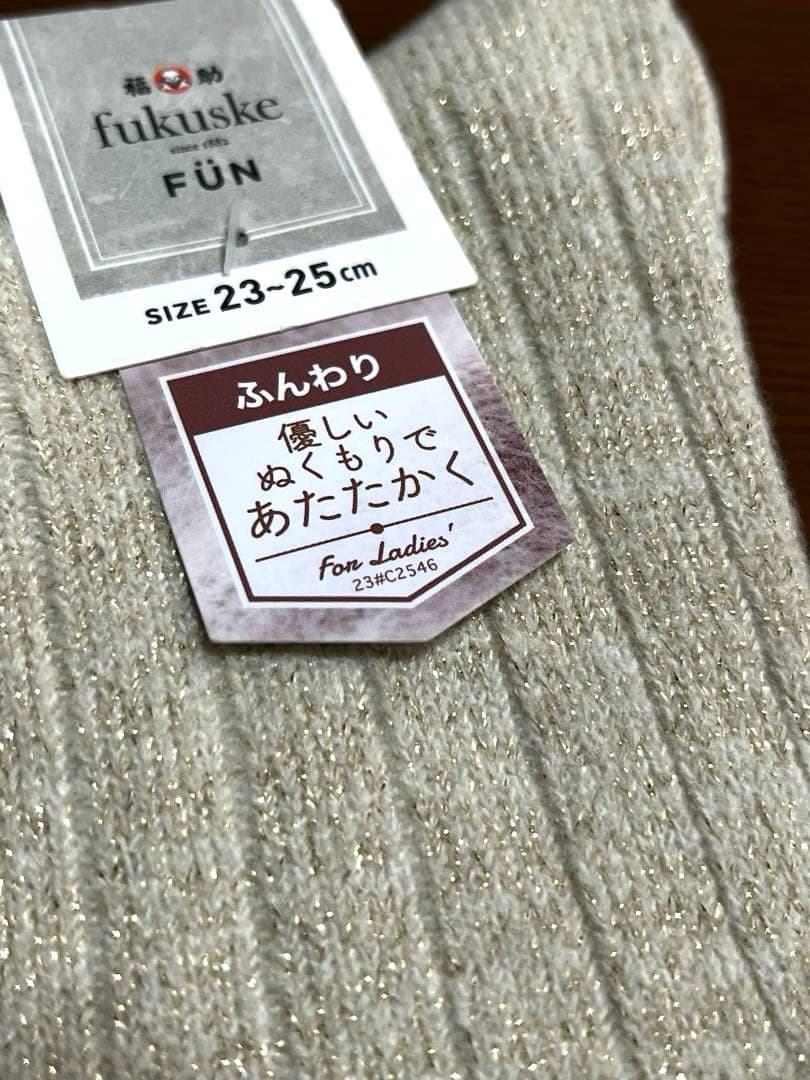 福助
fukuske
since 1882
FÜN
SIZE 23~25cm
ふんわり
優しい
ぬくもりで
あたたかく
For Ladies'
23#C2546